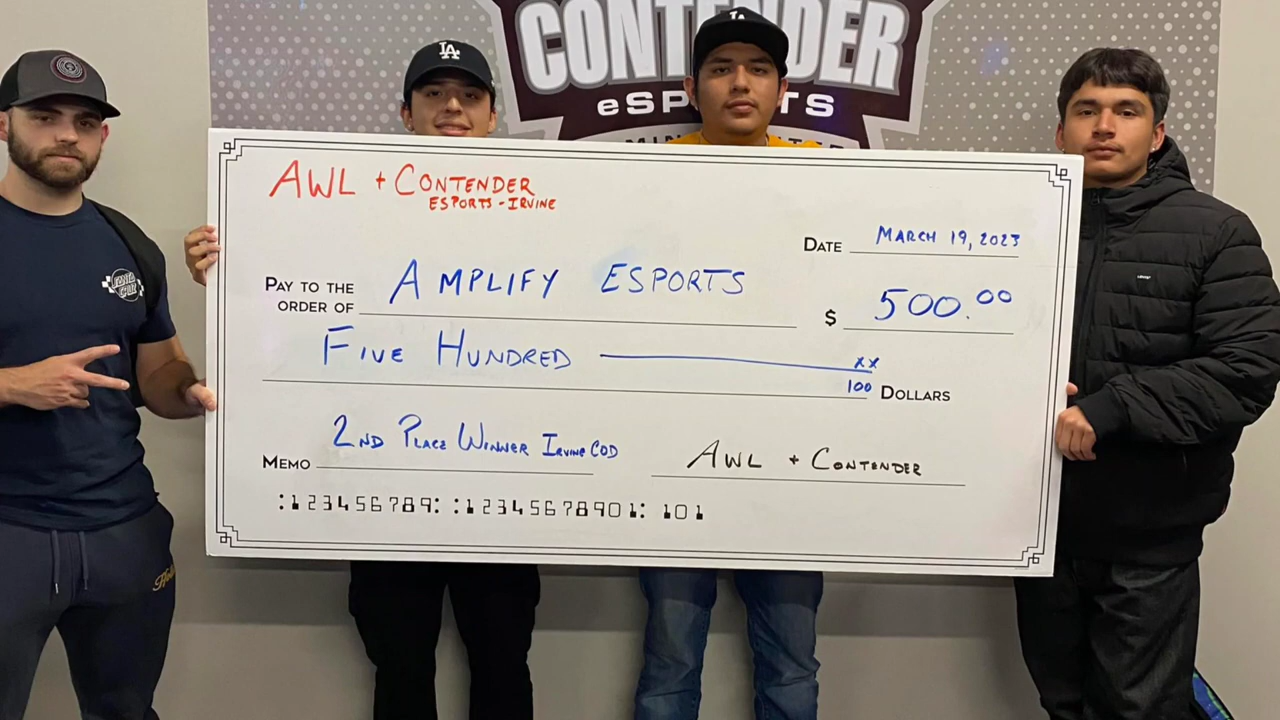 CONTENDER
eSPORTS
LA
LA
AWL + CONTENDER
ESPORTS - IRVINE
DATE MARCH 19, 2023
PAY TO THE
ORDER OF AMPLIFY ESPORTS
$ 500.00
FIVE HUNDRED XX
100 DOLLARS
MEMO 2ND PLACE WINNER IRVINE COD
AWL + CONTENDER
⑆123456789⑆ ⑆12345678901⑆ 101